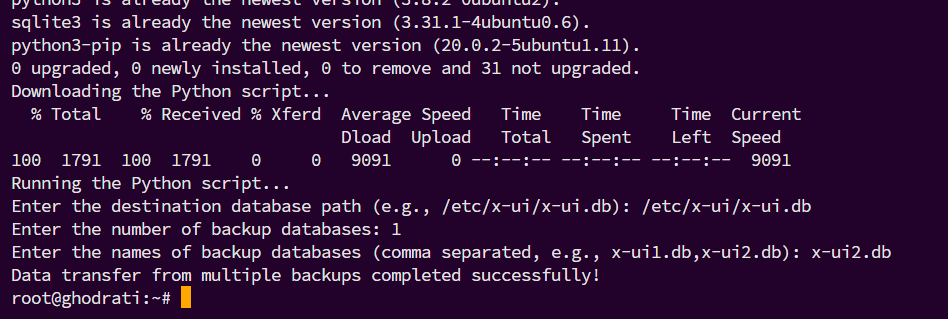 python3 is already the newest version (3.8.2-0ubuntu2).
sqlite3 is already the newest version (3.31.1-4ubuntu0.6).
python3-pip is already the newest version (20.0.2-5ubuntu1.11).
0 upgraded, 0 newly installed, 0 to remove and 31 not upgraded.
Downloading the Python script...
  % Total    % Received % Xferd  Average Speed   Time    Time     Time  Current
                                 Dload  Upload   Total   Spent    Left  Speed
100  1791  100  1791    0     0   9091      0 --:--:-- --:--:-- --:--:--  9091
Running the Python script...
Enter the destination database path (e.g., /etc/x-ui/x-ui.db): /etc/x-ui/x-ui.db
Enter the number of backup databases: 1
Enter the names of backup databases (comma separated, e.g., x-ui1.db,x-ui2.db): x-ui2.db
Data transfer from multiple backups completed successfully!
root@ghodrati:~#